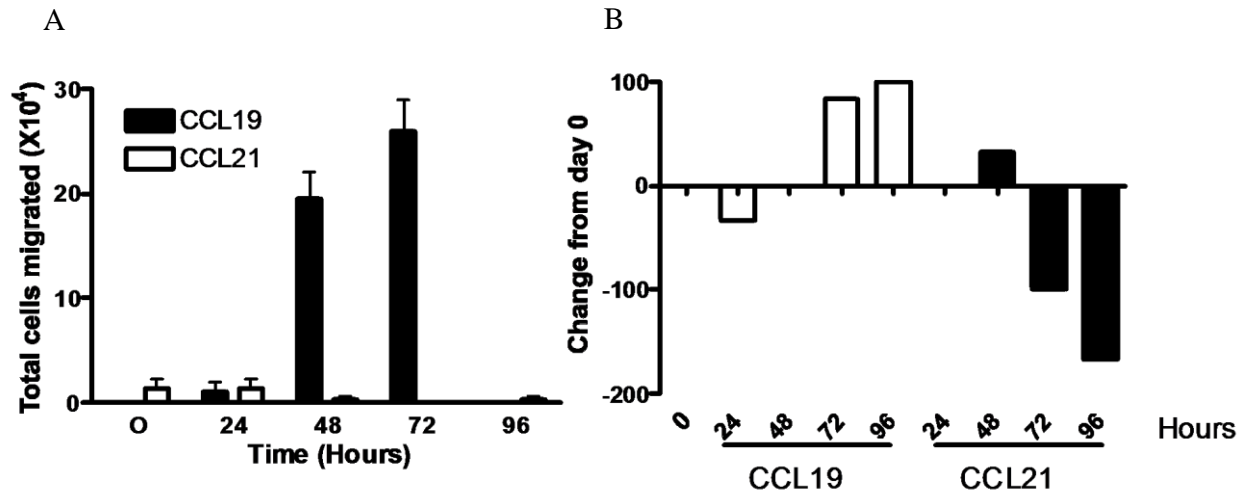 A
B
Total cells migrated (X10⁴)
30
20
10
0
CCL19
CCL21
O 24 48 72 96
Time (Hours)
Change from day 0
100
0
-100
-200
0 24 48 72 96 24 48 72 96 Hours
CCL19 CCL21